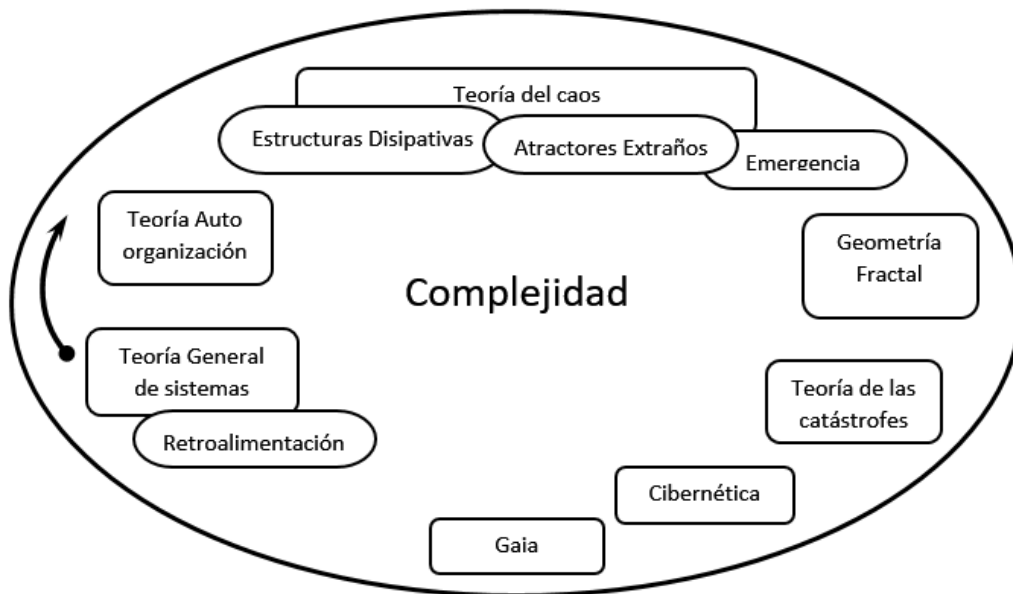 Teoría del caos
Estructuras Disipativas
Atractores Extraños
Emergencia
Teoría Auto
organización
Geometría
Fractal
Complejidad
Teoría General
de sistemas
Retroalimentación
Teoría de las
catástrofes
Cibernética
Gaia